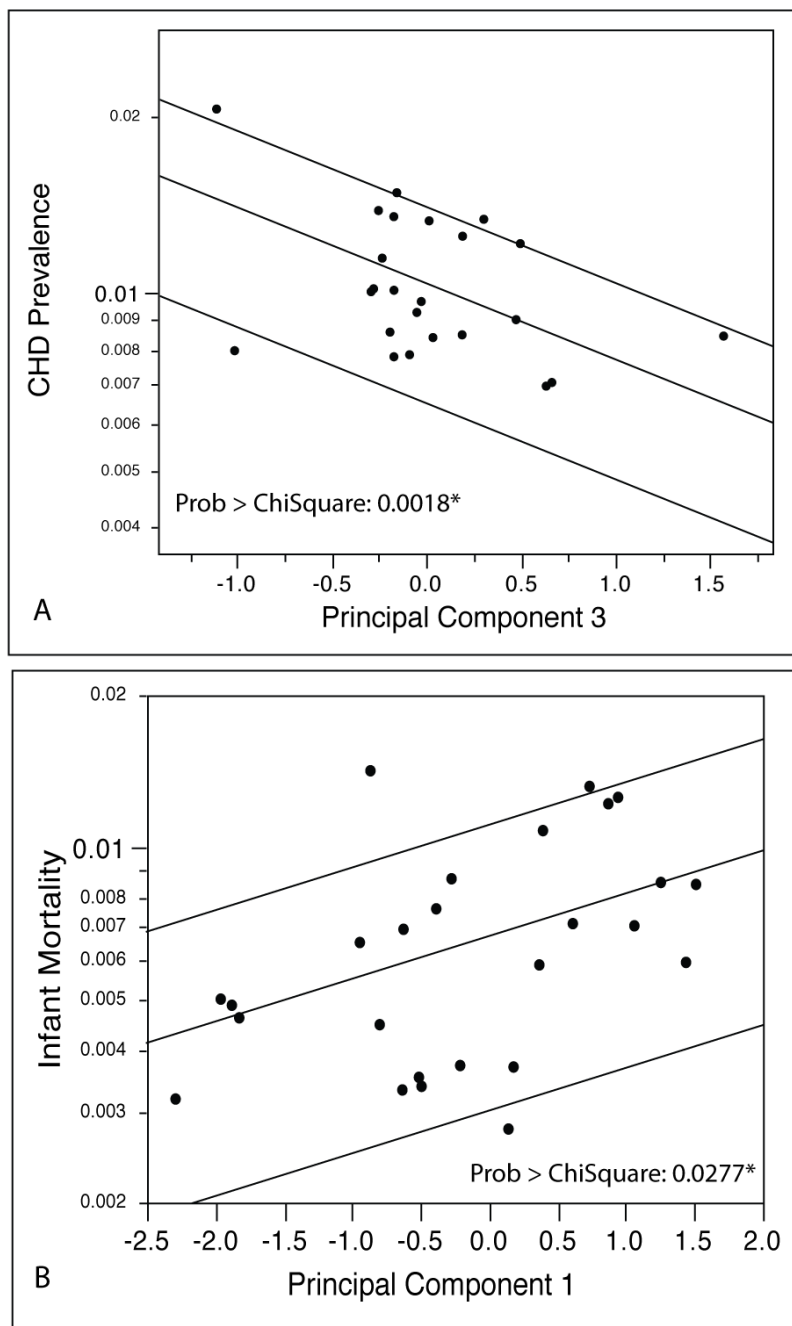 CHD Prevalence
0.02
0.01
0.009
0.008
0.007
0.006
0.005
0.004
Prob > ChiSquare: 0.0018*
-1.0 -0.5 0.0 0.5 1.0 1.5
A
Principal Component 3
Infant Mortality
0.02
0.01
0.008
0.007
0.006
0.005
0.004
0.003
0.002
Prob > ChiSquare: 0.0277*
-2.5 -2.0 -1.5 -1.0 -0.5 0.0 0.5 1.0 1.5 2.0
B
Principal Component 1